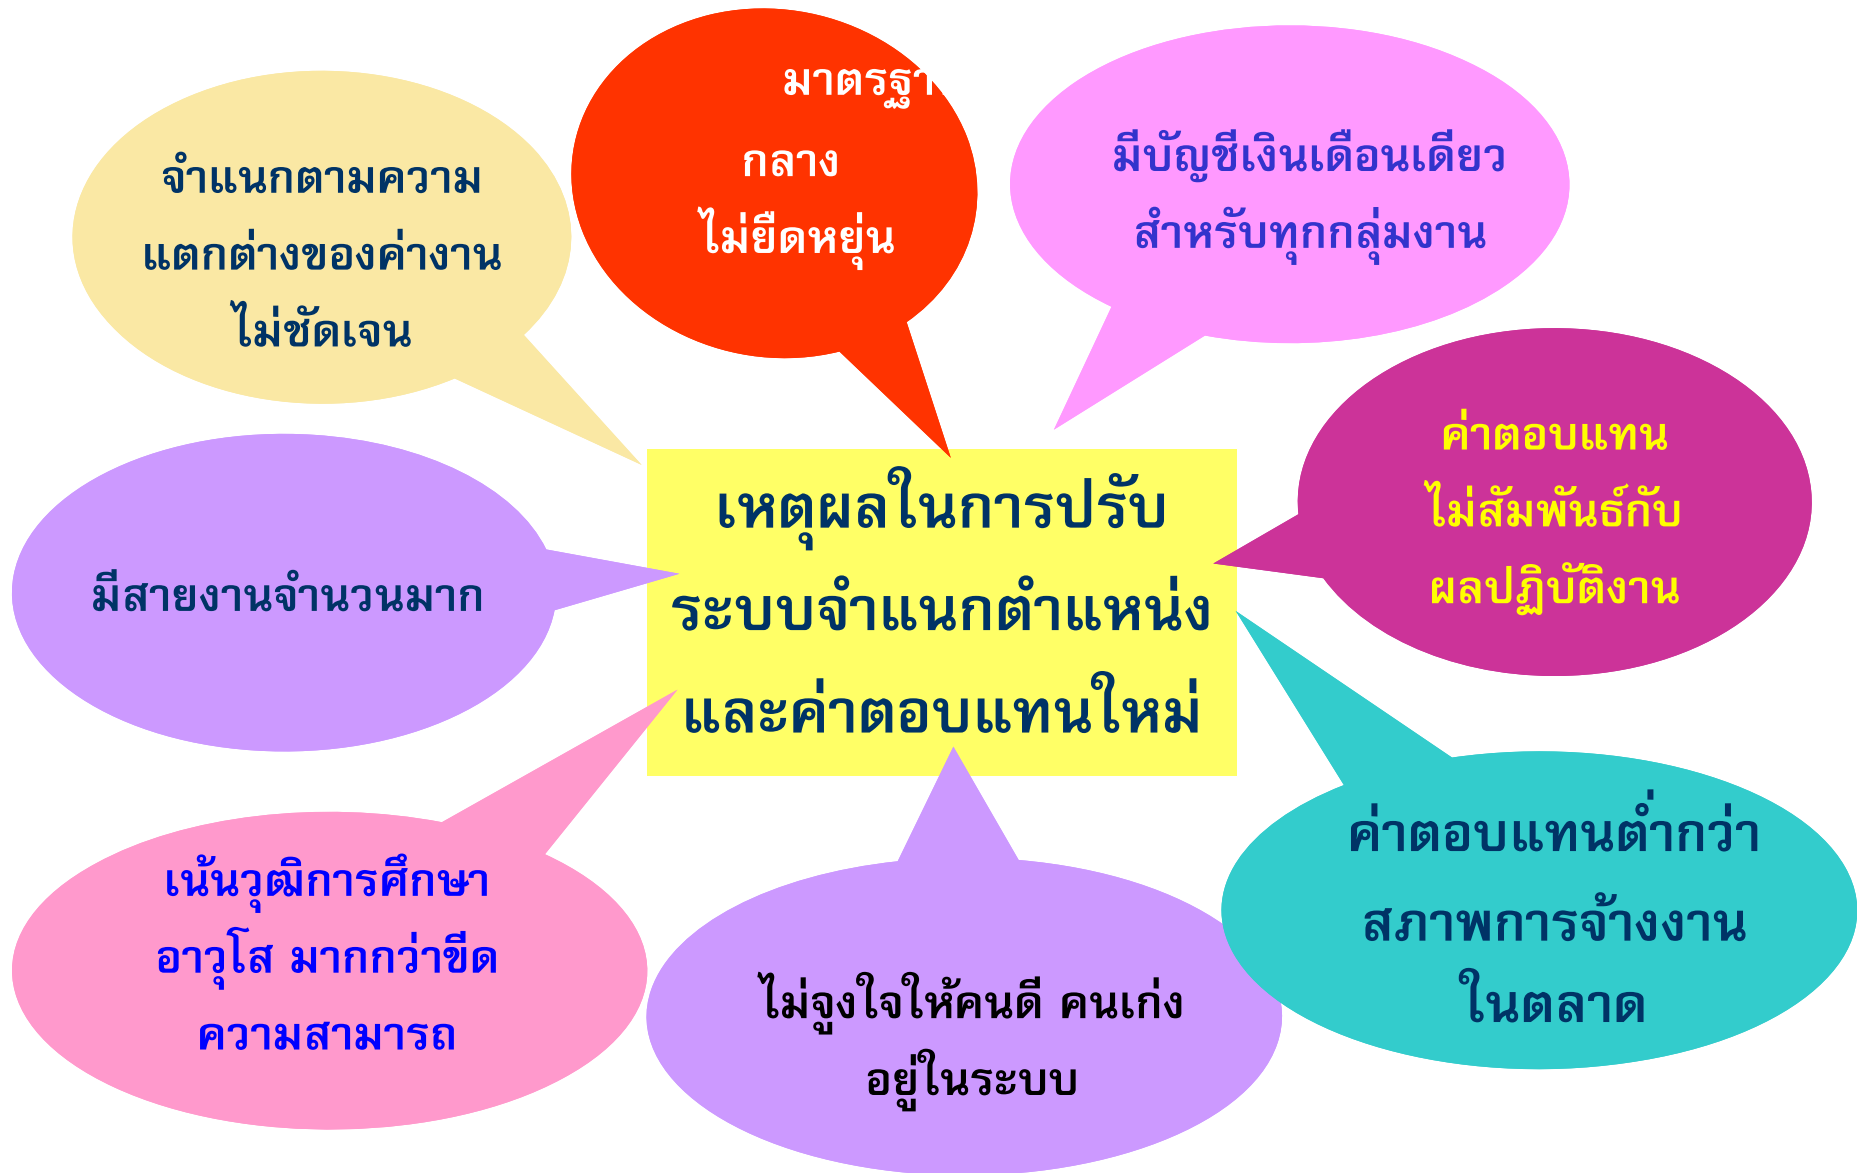 จำแนกตามความ
แตกต่างของค่างาน
ไม่ชัดเจน
มาตรฐา
กลาง
ไม่ยืดหยุ่น
มีบัญชีเงินเดือนเดียว
สำหรับทุกกลุ่มงาน
ค่าตอบแทน
ไม่สัมพันธ์กับ
ผลปฏิบัติงาน
มีสายงานจำนวนมาก
เหตุผลในการปรับ
ระบบจำแนกตำแหน่ง
และค่าตอบแทนใหม่
เน้นวุฒิการศึกษา
อาวุโส มากกว่าขีด
ความสามารถ
ไม่จูงใจให้คนดี คนเก่ง
อยู่ในระบบ
ค่าตอบแทนต่ำกว่า
สภาพการจ้างงาน
ในตลาด